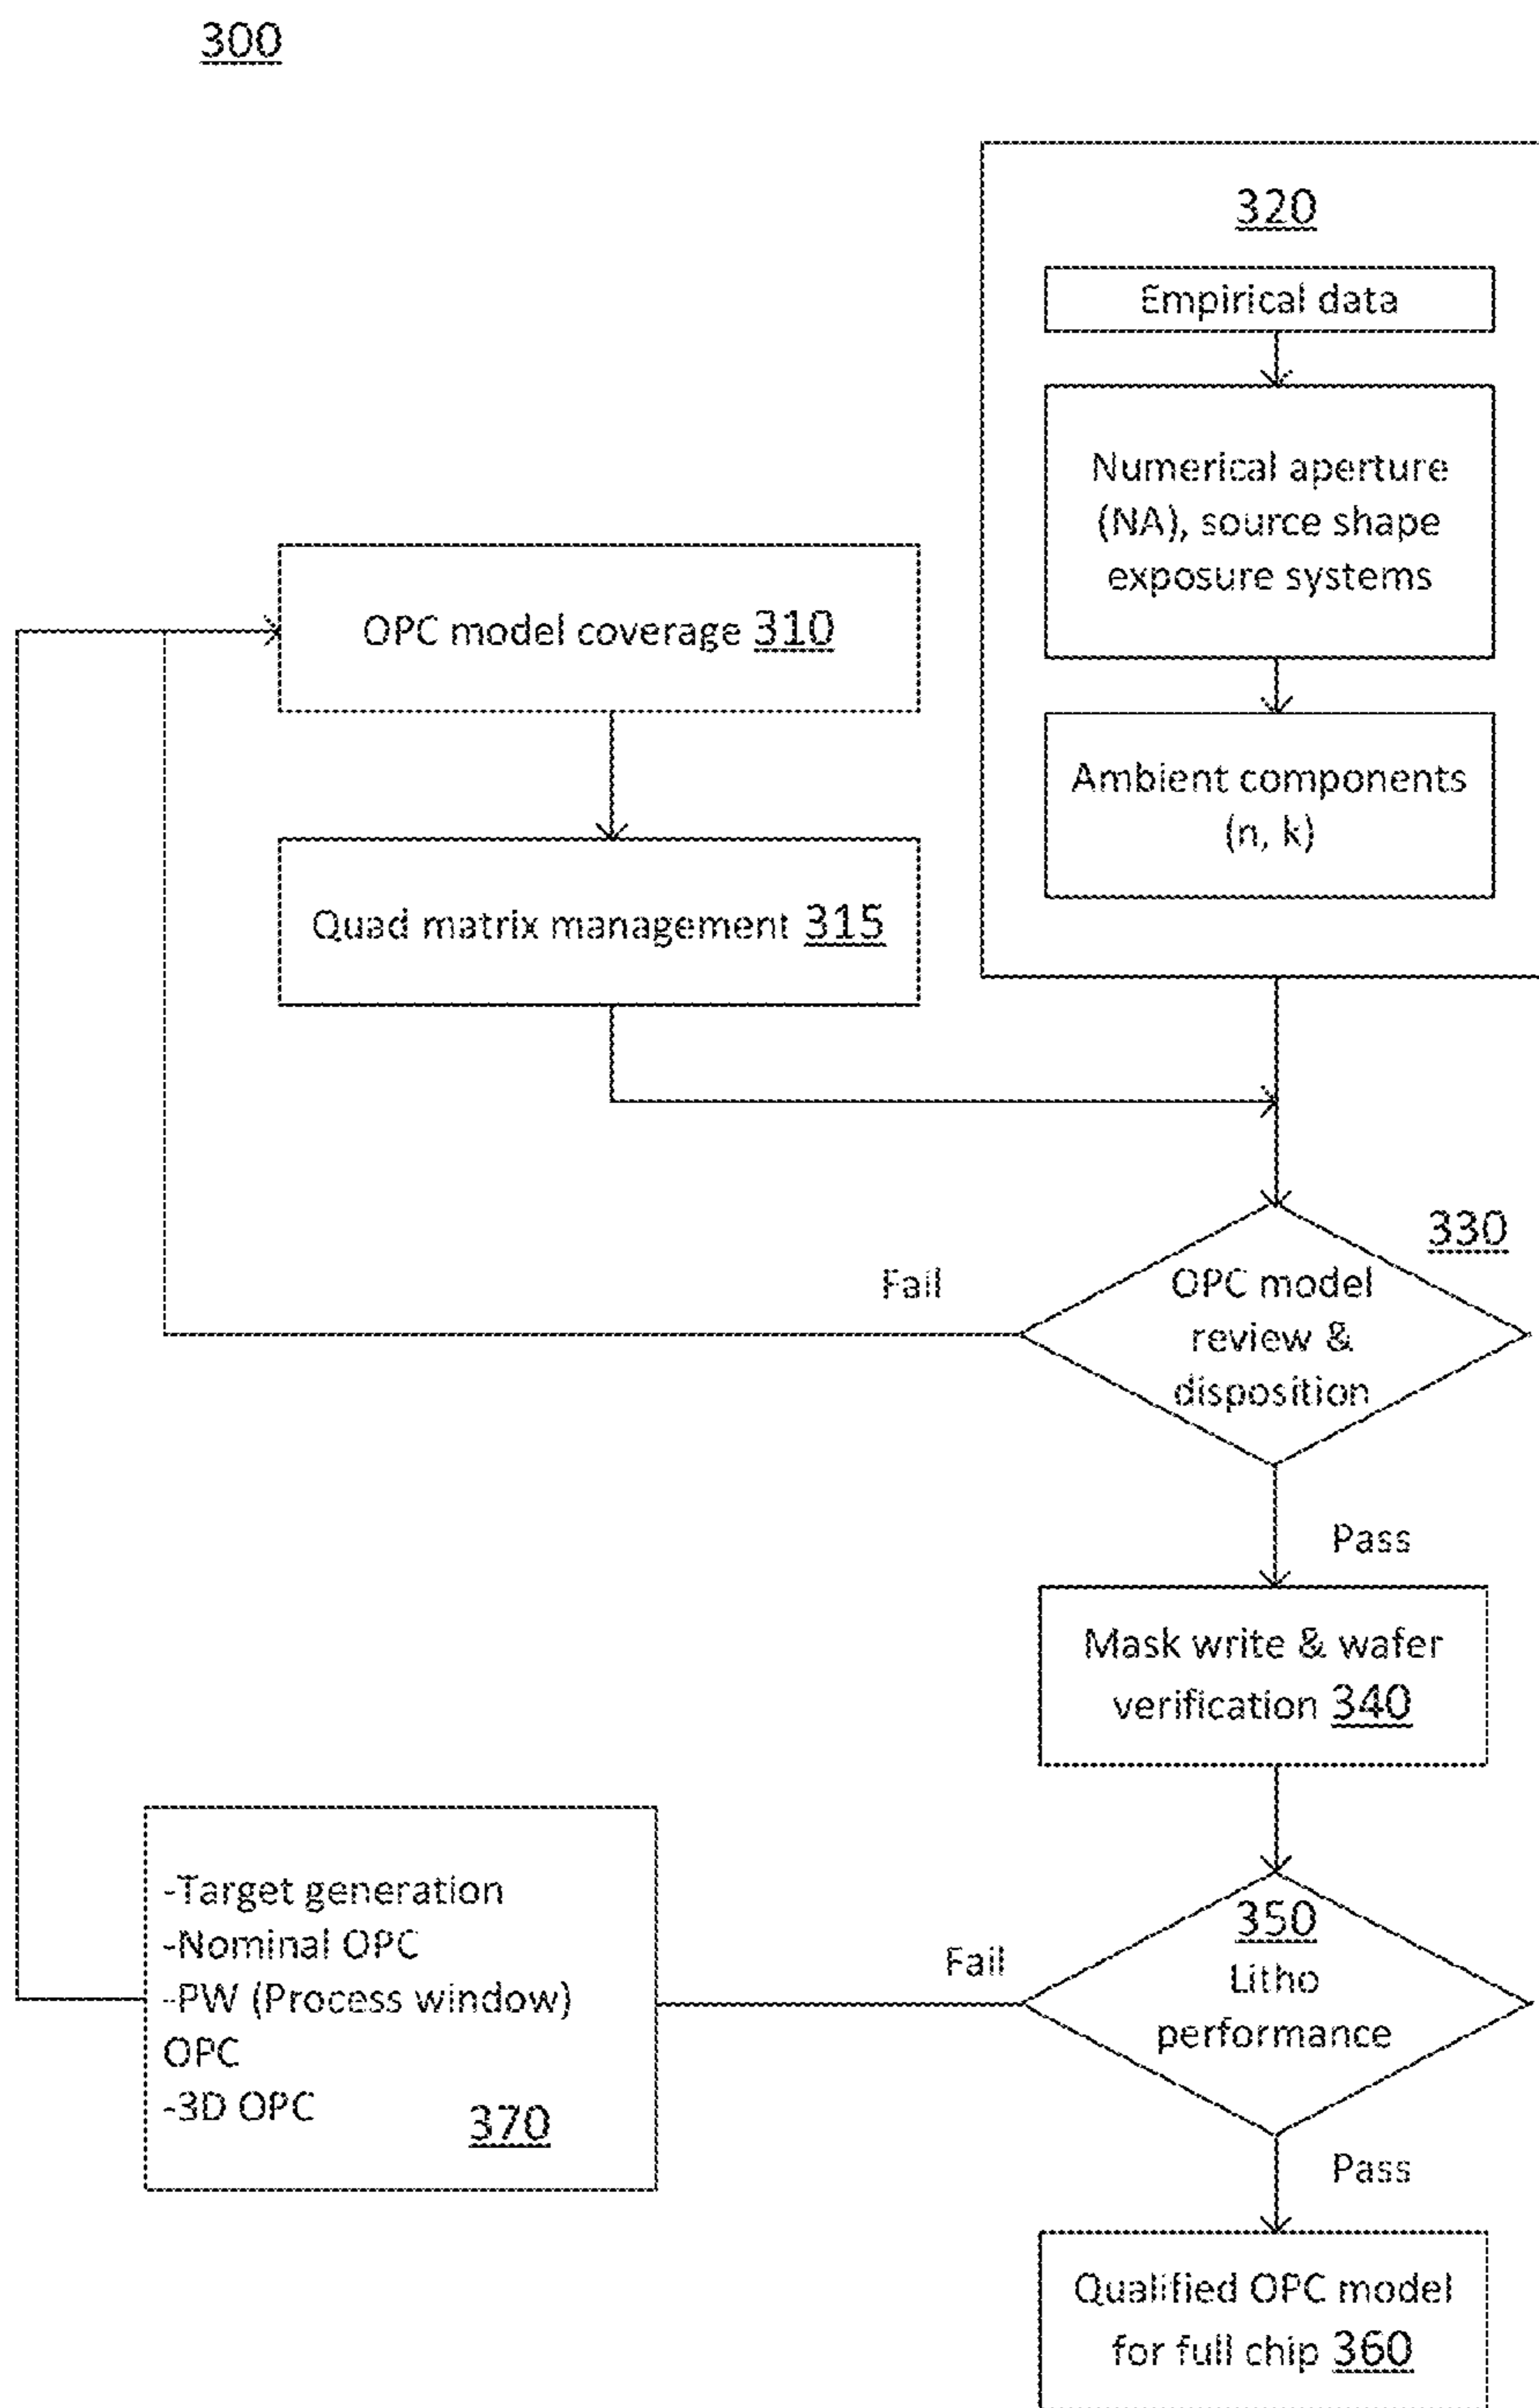 300
320
Empirical data
Numerical aperture
(NA), source shape
exposure systems
Ambient components
(n, k)
OPC model coverage 310
Quad matrix management 315
330
Fail
OPC model
review &
disposition
Pass
Mask write & wafer
verification 340
350
Litho
performance
Fail
-Target generation
-Nominal OPC
-PW (Process window)
OPC
-3D OPC
370
Pass
Qualified OPC model
for full chip 360